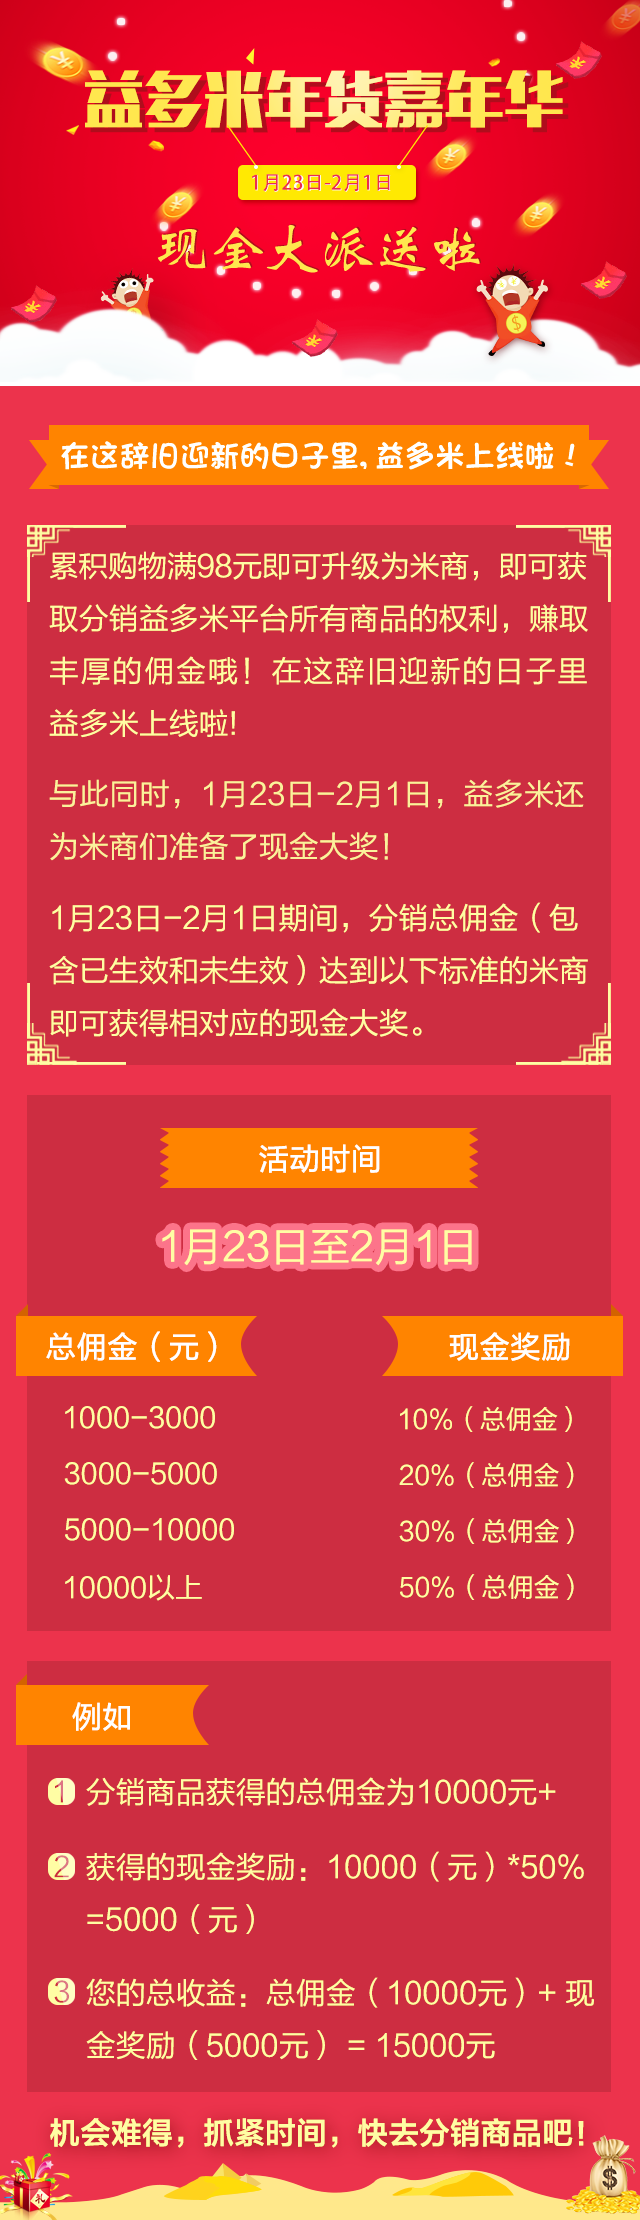 益多米年货嘉年华
1月23日-2月1日
现金大派送啦
在这辞旧迎新的日子里,益多米上线啦!
累积购物满98元即可升级为米商，即可获
取分销益多米平台所有商品的权利，赚取
丰厚的佣金哦！在这辞旧迎新的日子里
益多米上线啦!
与此同时，1月23日-2月1日，益多米还
为米商们准备了现金大奖！
1月23日-2月1日期间，分销总佣金（包
含已生效和未生效）达到以下标准的米商
即可获得相对应的现金大奖。
活动时间
1月23日至2月1日
总佣金（元） 现金奖励
1000-3000 10%（总佣金）
3000-5000 20%（总佣金）
5000-10000 30%（总佣金）
10000以上 50%（总佣金）
例如
1 分销商品获得的总佣金为10000元+
2 获得的现金奖励：10000（元）*50%
=5000（元）
3 您的总收益：总佣金（10000元）+ 现
金奖励（5000元） = 15000元
机会难得，抓紧时间，快去分销商品吧！
礼 $